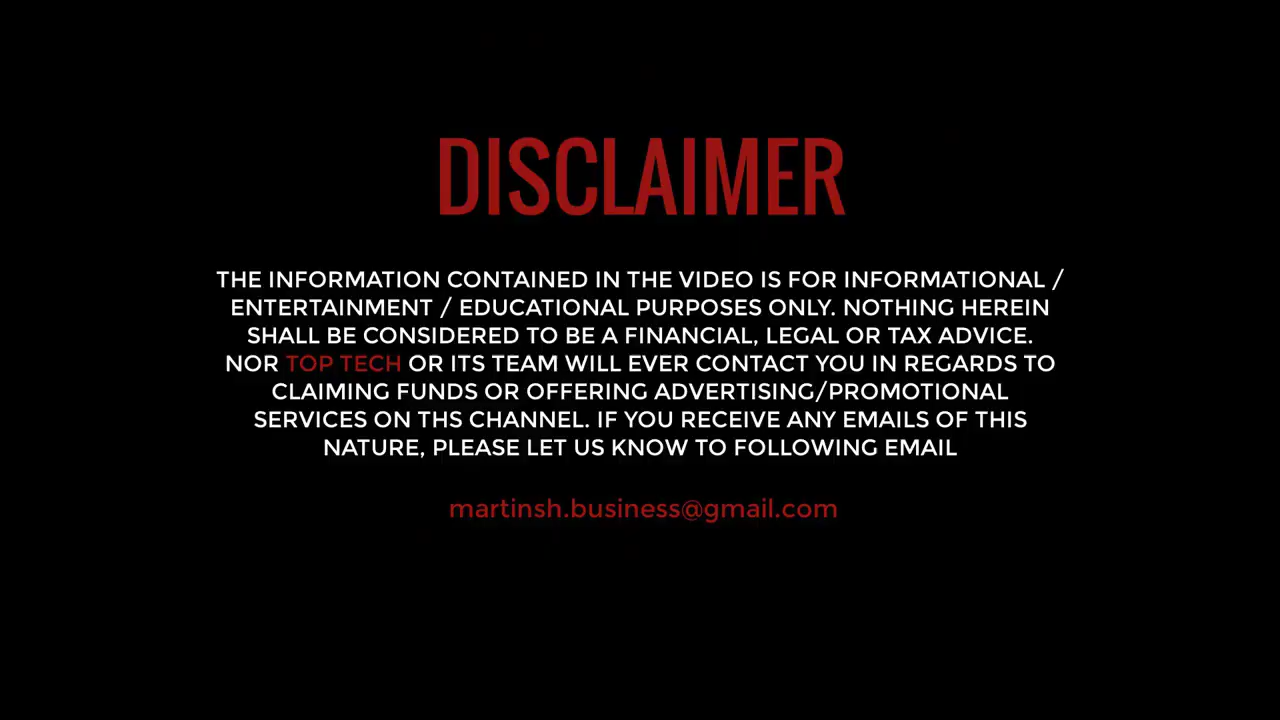 DISCLAIMER
THE INFORMATION CONTAINED IN THE VIDEO IS FOR INFORMATIONAL /
ENTERTAINMENT / EDUCATIONAL PURPOSES ONLY. NOTHING HEREIN
SHALL BE CONSIDERED TO BE A FINANCIAL, LEGAL OR TAX ADVICE.
NOR TOP TECH OR ITS TEAM WILL EVER CONTACT YOU IN REGARDS TO
CLAIMING FUNDS OR OFFERING ADVERTISING/PROMOTIONAL
SERVICES ON THS CHANNEL. IF YOU RECEIVE ANY EMAILS OF THIS
NATURE, PLEASE LET US KNOW TO FOLLOWING EMAIL
martinsh.business@gmail.com